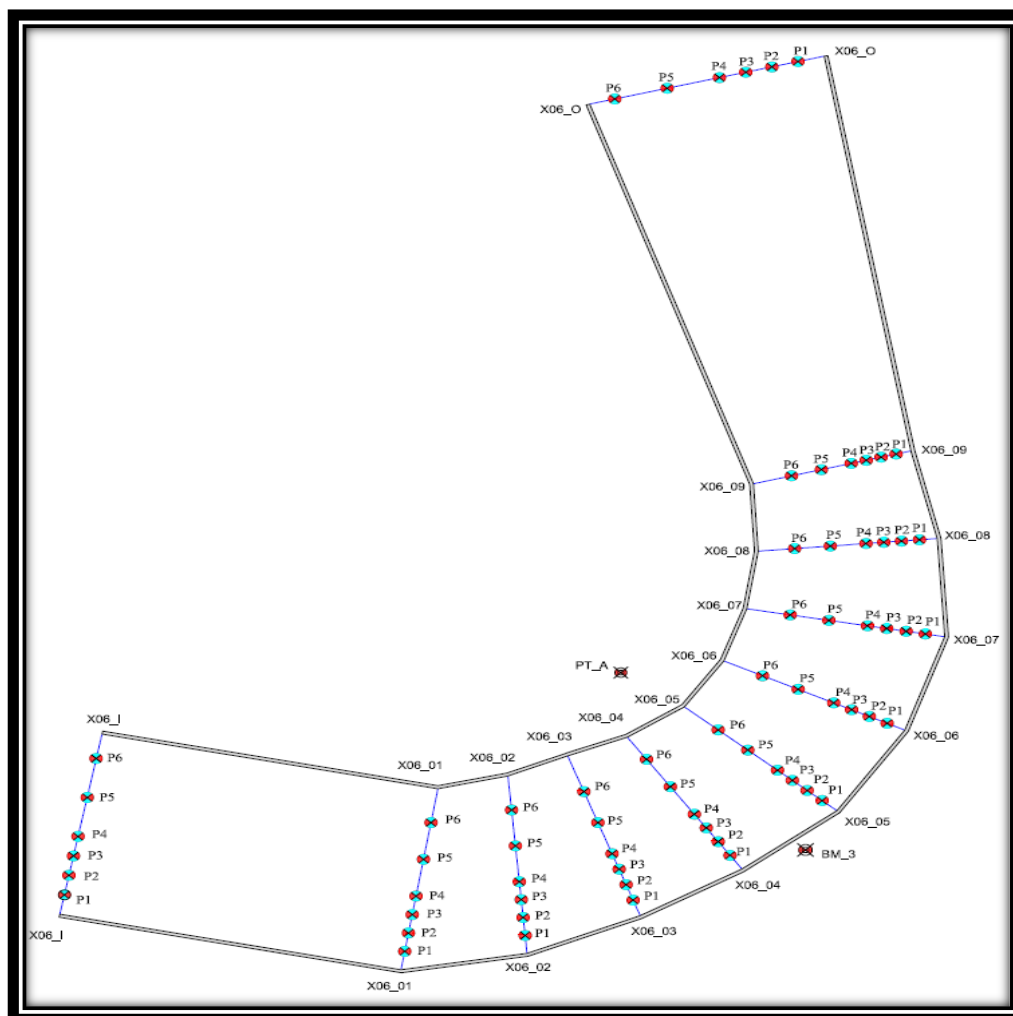 X06_O
P1
P2
P3
P4
P5
P6
X06_O
X06_09
P1
P2
P3
P4
P5
P6
X06_09
X06_08
P1
P2
P3
P4
P5
P6
X06_08
X06_07
P6
P5
P4
P3
P2
P1
X06_07
X06_06
P6
P5
P4
P3
P2
P1
X06_06
PT_A
X06_05
P6
P5
P4
P3
P2
P1
X06_05
BM_3
X06_04
P6
P5
P4
P3
P2
P1
X06_04
X06_03
P6
P5
P4
P3
P2
P1
X06_03
X06_02
P6
P5
P4
P3
P2
P1
X06_02
X06_01
P6
P5
P4
P3
P2
P1
X06_01
X06_I
P6
P5
P4
P3
P2
P1
X06_I